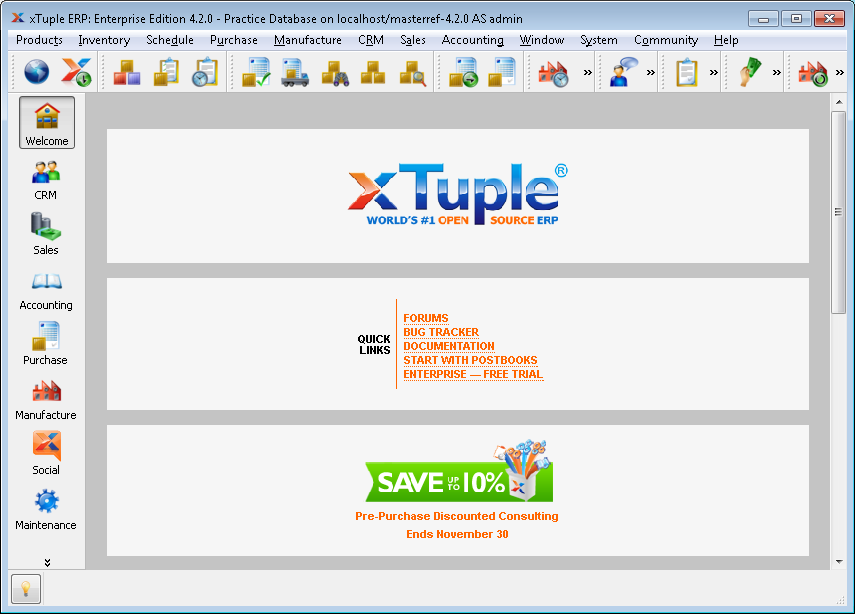 xTuple ERP: Enterprise Edition 4.2.0 - Practice Database on localhost/masterref-4.2.0 AS admin
Products Inventory Schedule Purchase Manufacture CRM Sales Accounting Window System Community Help
Welcome
CRM
Sales
Accounting
Purchase
Manufacture
Social
Maintenance
xTuple®
WORLD'S #1 OPEN SOURCE ERP
QUICK
LINKS
FORUMS
BUG TRACKER
DOCUMENTATION
START WITH POSTBOOKS
ENTERPRISE — FREE TRIAL
SAVE UP TO 10%
Pre-Purchase Discounted Consulting
Ends November 30